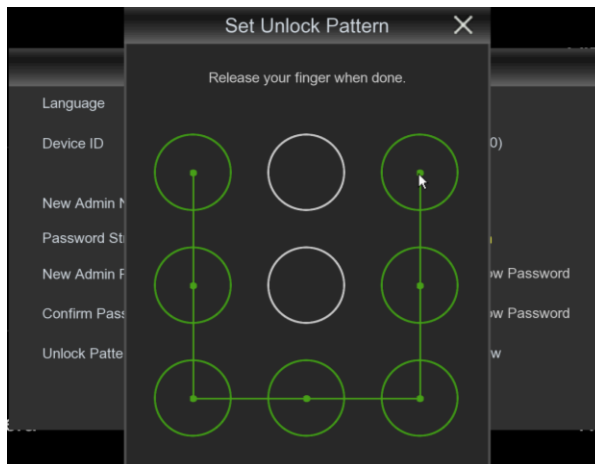 Set Unlock Pattern
Release your finger when done.
Language
Device ID
0)
New Admin
Password
New Admin
ow Password
Confirm Pass
ow Password
Unlock Patte
w